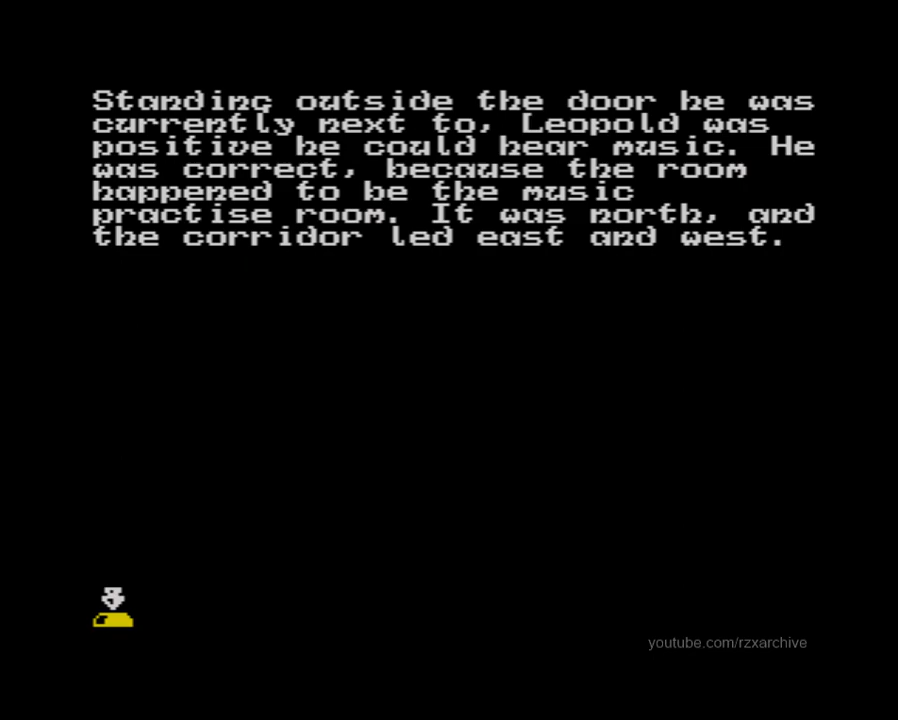 Standing outside the door he was
currently next to, Leopold was
positive he could hear music. He
was correct, because the room
happened to be the music
practise room. It was north, and
the corridor led east and west.
youtube.com/rzxarchive